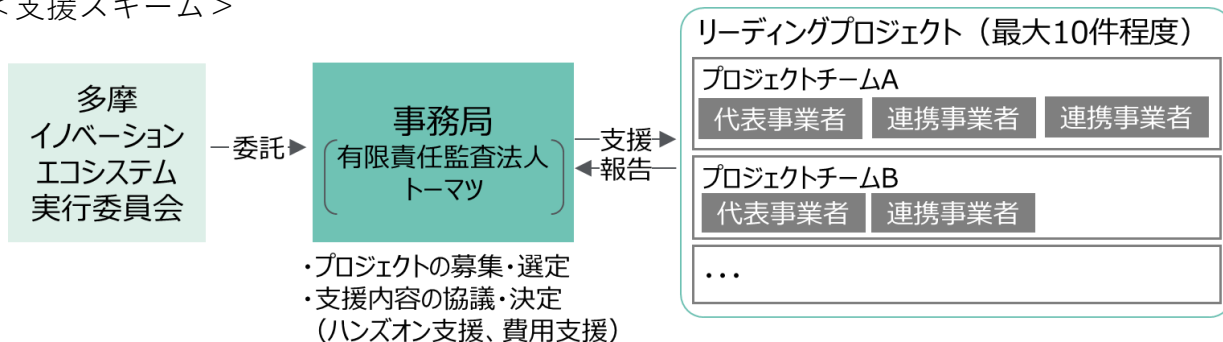 <支援スキーム>
多摩
イノベーション
エコシステム
実行委員会
委託
事務局
有限責任監査法人
トーマツ
・プロジェクトの募集・選定
・支援内容の協議・決定
(ハンズオン支援、費用支援)
支援
報告
リーディングプロジェクト(最大10件程度)
プロジェクトチームA
代表事業者 連携事業者 連携事業者
プロジェクトチームB
代表事業者 連携事業者
・・・